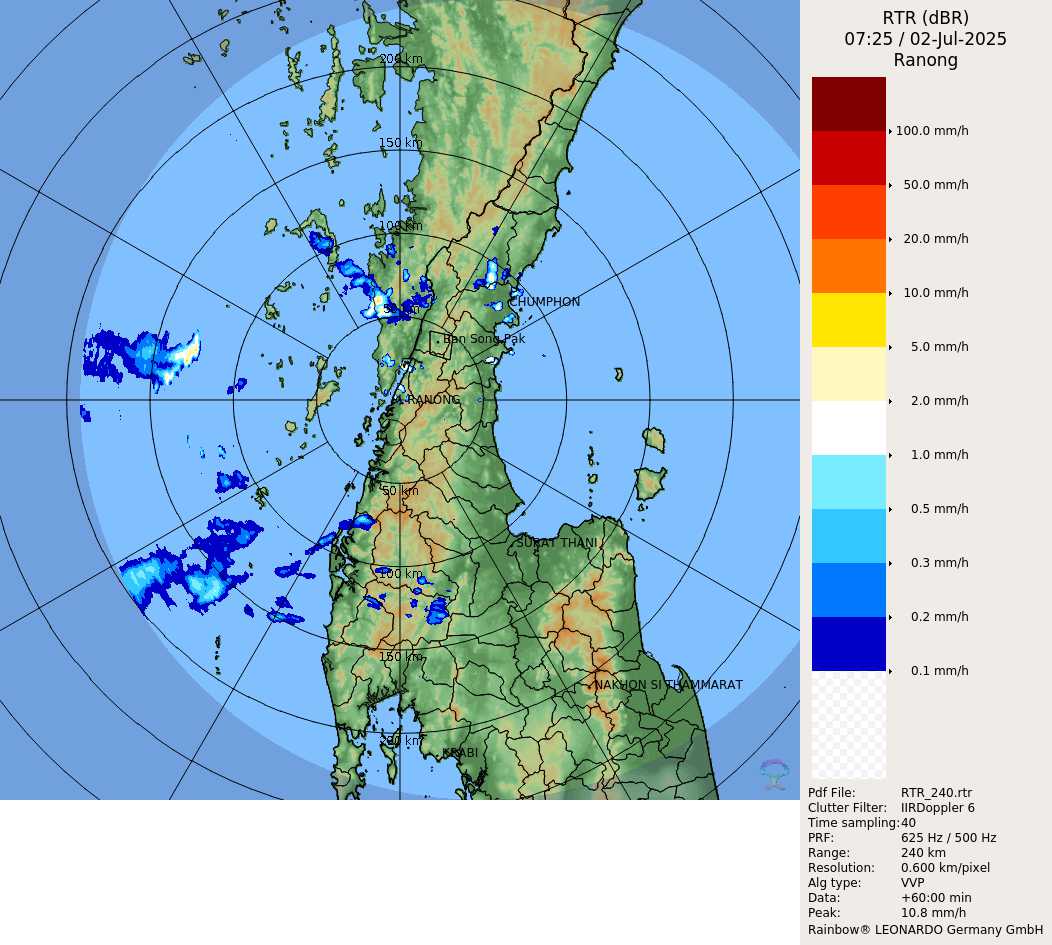 RTR (dBR)
07:25 / 02-Jul-2025
Ranong
100.0 mm/h
50.0 mm/h
20.0 mm/h
10.0 mm/h
5.0 mm/h
2.0 mm/h
1.0 mm/h
0.5 mm/h
0.3 mm/h
0.2 mm/h
0.1 mm/h
200 km
150 km
100 km
50 km
CHUMPHON
Ban Song Pak
RANONG
50 km
SURAT THANI
100 km
150 km
NAKHON SI THAMMARAT
200 km
KRABI
Pdf File: RTR_240.rtr
Clutter Filter: IIRDoppler 6
Time sampling: 40
PRF: 625 Hz / 500 Hz
Range: 240 km
Resolution: 0.600 km/pixel
Alg type: VVP
Data: +60:00 min
Peak: 10.8 mm/h
Rainbow® LEONARDO Germany GmbH